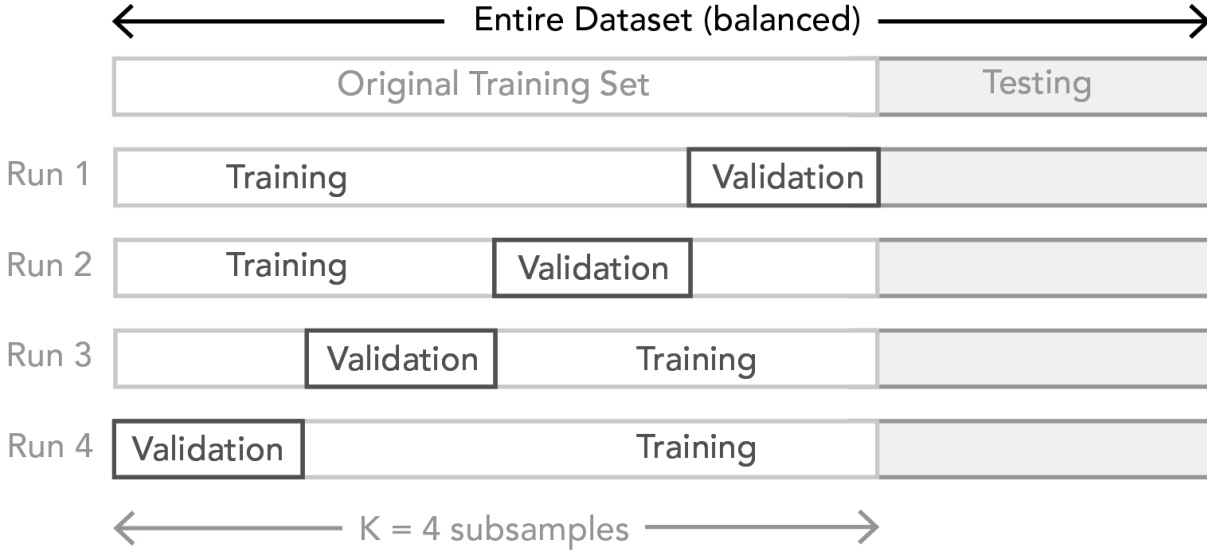 Entire Dataset (balanced)
Original Training Set Testing
Run 1 Training Validation
Run 2 Training Validation
Run 3 Validation Training
Run 4 Validation Training
K = 4 subsamples